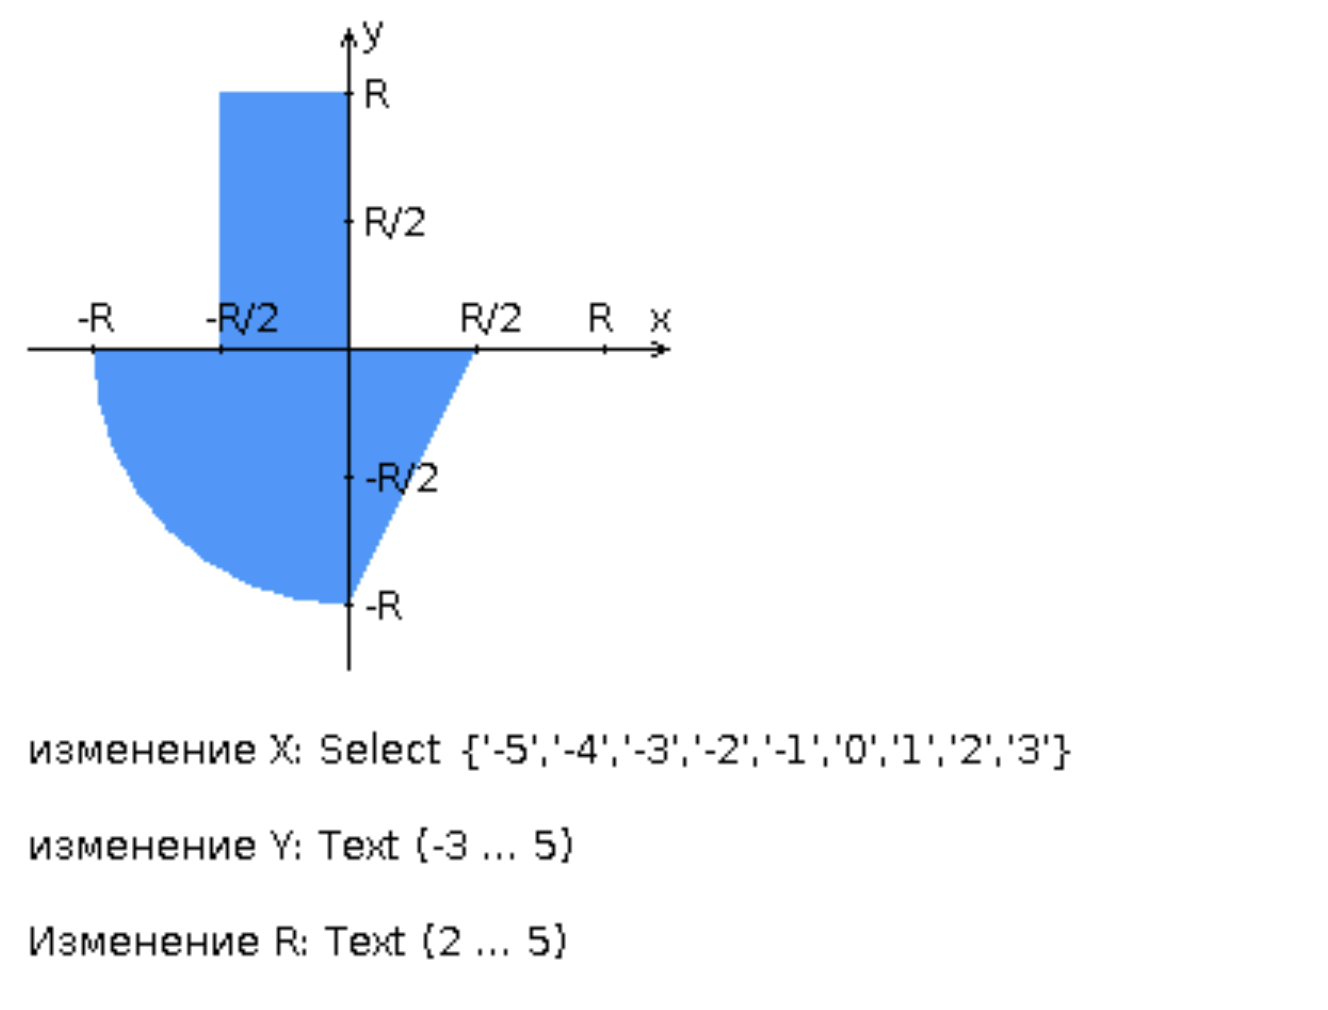 y
R
R/2
-R -R/2 R/2 R x
-R/2
-R
изменение X: Select {'-5','-4','-3','-2','-1','0','1','2','3'}
изменение Y: Text (-3 ... 5)
Изменение R: Text (2 ... 5)